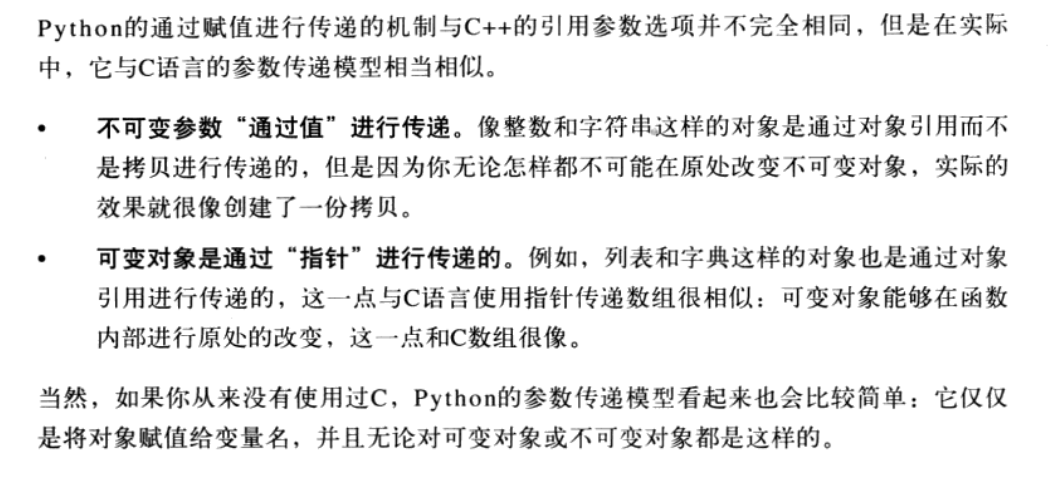 Python的通过赋值进行传递的机制与C++的引用参数选项并不完全相同，但是在实际
中，它与C语言的参数传递模型相当相似。
• 不可变参数“通过值”进行传递。像整数和字符串这样的对象是通过对象引用而不
是拷贝进行传递的，但是因为你无论怎样都不可能在原处改变不可变对象，实际的
效果就很像创建了一份拷贝。
• 可变对象是通过“指针”进行传递的。例如，列表和字典这样的对象也是通过对象
引用进行传递的，这一点与C语言使用指针传递数组很相似：可变对象能够在函数
内部进行原处的改变，这一点和C数组很像。
当然，如果你从来没有使用过C，Python的参数传递模型看起来也会比较简单：它仅仅
是将对象赋值给变量名，并且无论对可变对象或不可变对象都是这样的。